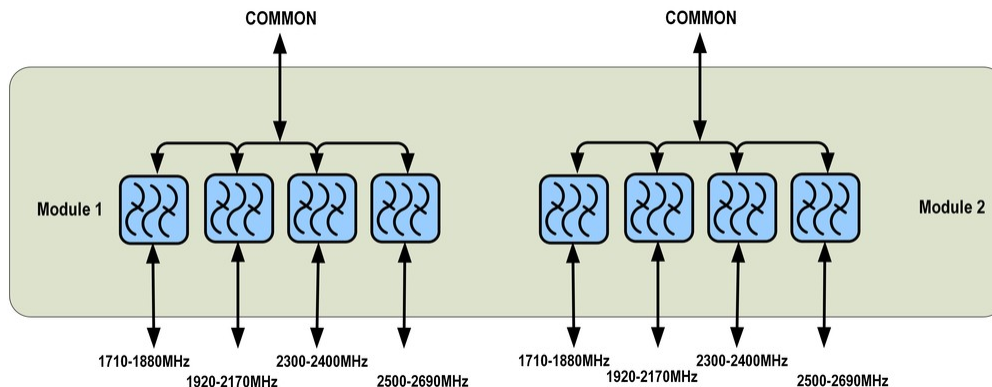 COMMON
COMMON
Module 1
Module 2
1710-1880MHz
1920-2170MHz
2300-2400MHz
2500-2690MHz
1710-1880MHz
1920-2170MHz
2300-2400MHz
2500-2690MHz